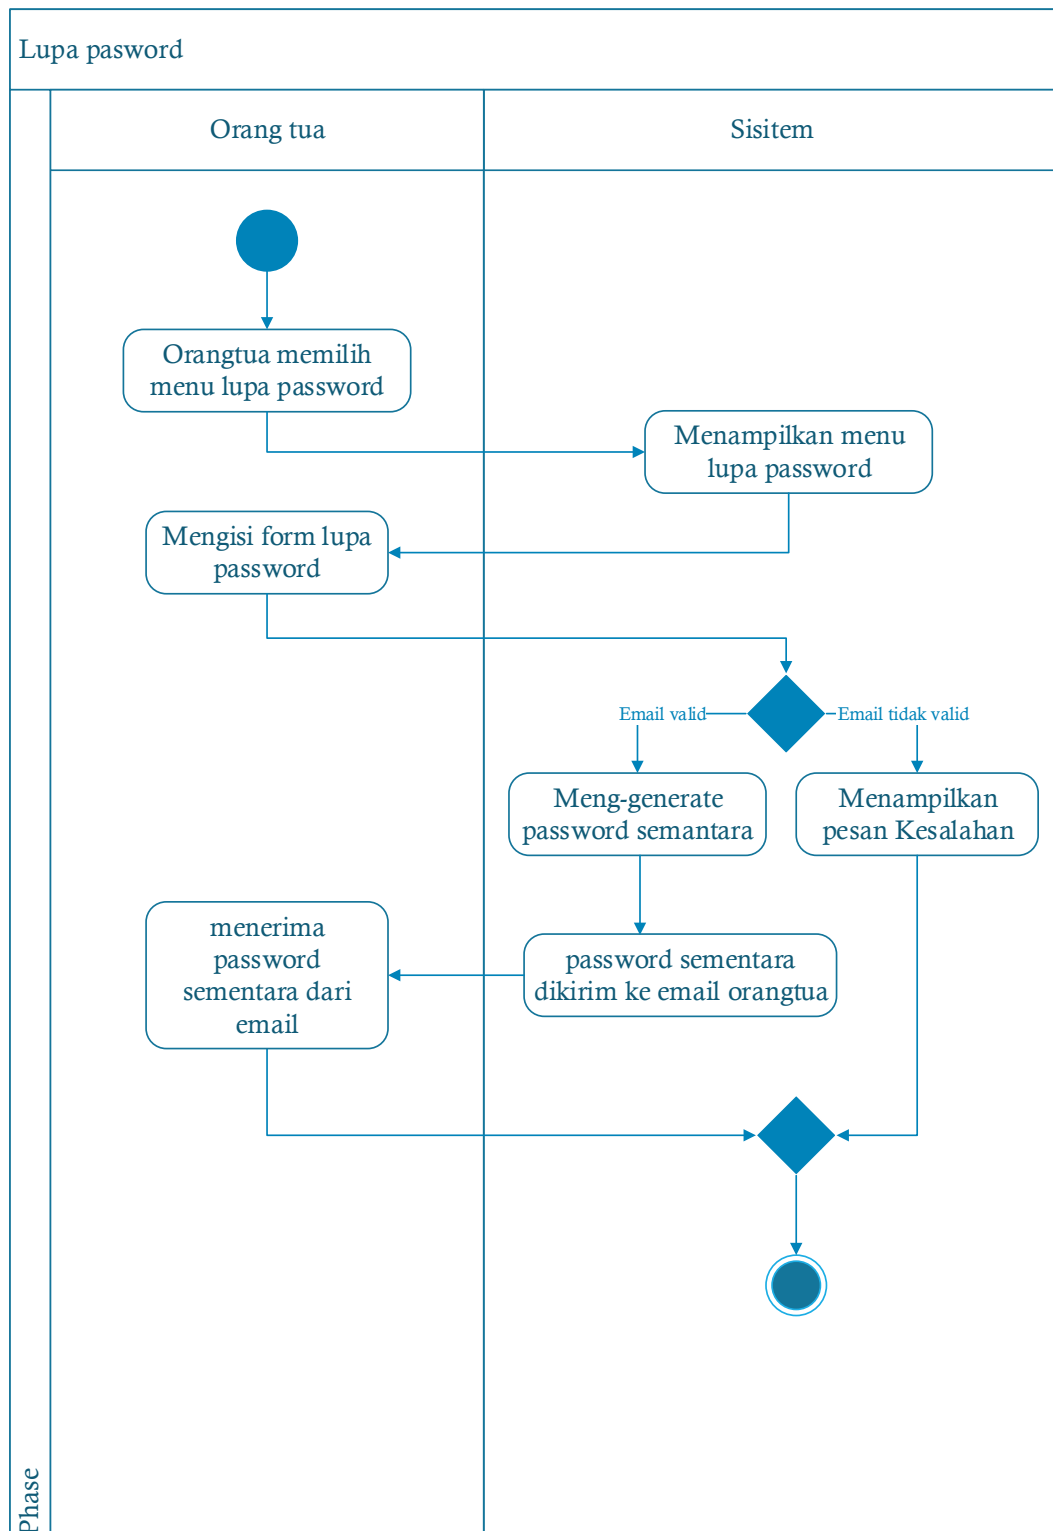 Lupa pasword
Orang tua
Sisitem
Orangtua memilih
menu lupa password
Menampilkan menu
lupa password
Mengisi form lupa
password
Email valid
Email tidak valid
Meng-generate
password semantara
Menampilkan
pesan Kesalahan
menerima
password
sementara dari
email
password sementara
dikirim ke email orangtua
Phase